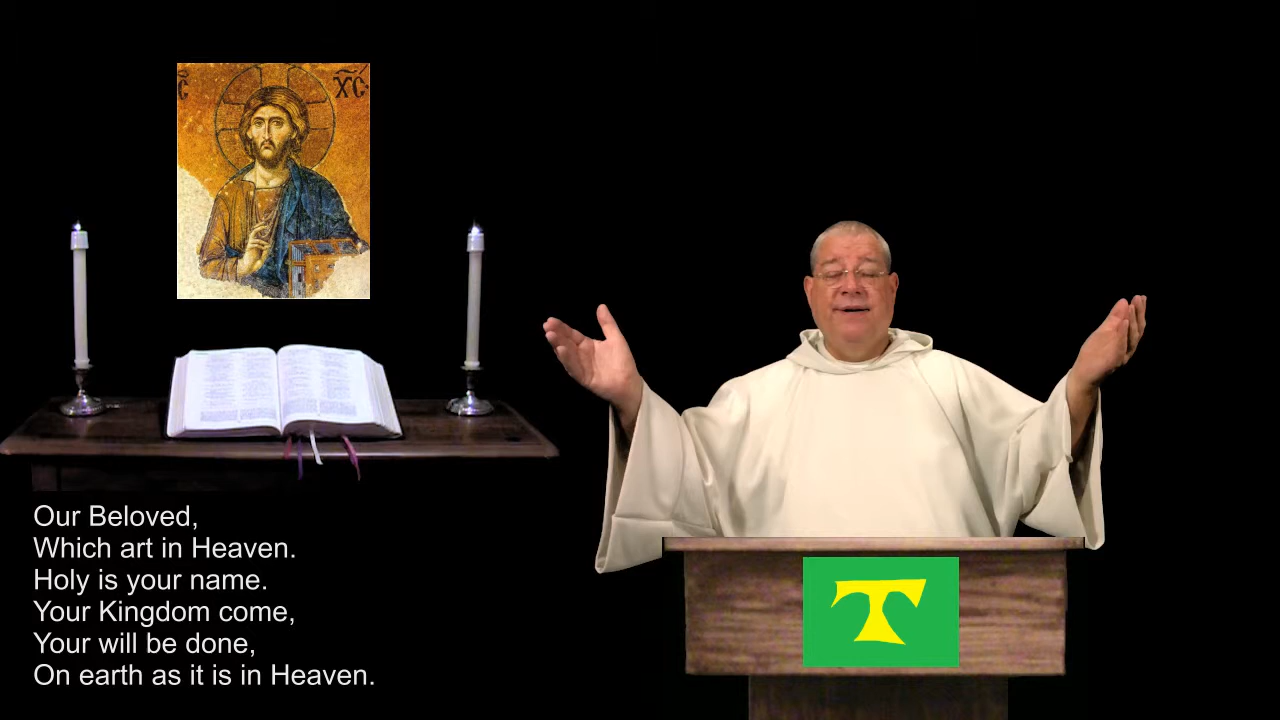 C
XC
Our Beloved,
Which art in Heaven.
Holy is your name.
Your Kingdom come,
Your will be done,
On earth as it is in Heaven.
T